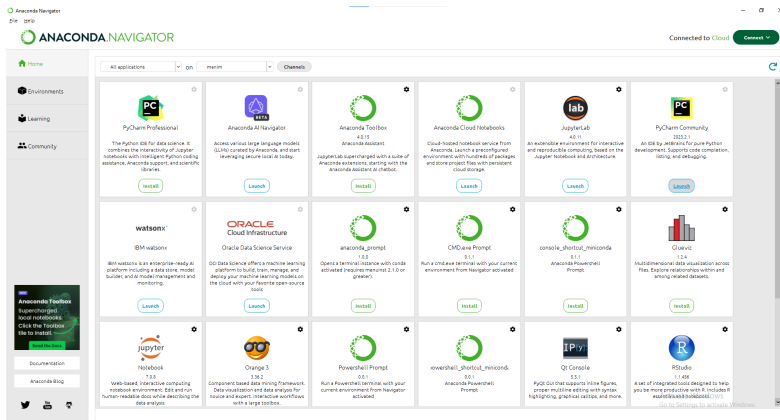 Anaconda Navigator
File Help
ANACONDA.NAVIGATOR
Connected to Cloud
Connect
Home
Environments
Learning
Community
All applications
on
manim
Channels
PC
PyCharm Professional
The Python IDE for data science. It
combines the interactivity of Jupyter
notebooks with intelligent Python coding
assistance, Anaconda support, and scientific
libraries.
Install
BETA
Anaconda AI Navigator
Access various large language models
(LLMs) curated by Anaconda, and start
leveraging secure local AI today.
Launch
Anaconda Toolbox
4.0.15
Anaconda Assistant
JupyterLab supercharged with a suite of
Anaconda extensions, starting with the
Anaconda Assistant AI chatbot.
Install
Anaconda Cloud Notebooks
Cloud-hosted notebook service from
Anaconda. Launch a preconfigured
environment with hundreds of packages
and store project files with persistent
cloud storage.
Launch
lab
JupyterLab
4.0.11
An extensible environment for interactive
and reproducible computing, based on the
Jupyter Notebook and Architecture.
Launch
PC
PyCharm Community
2023.2.1
An IDE by JetBrains for pure Python
development. Supports code completion,
listing, and debugging.
Launch
watsonx
IBM watsonx
IBM watsonx is an enterprise-ready AI
platform including a data store, model
builder, and AI model management and
monitoring.
Launch
ORACLE
Cloud Infrastructure
Oracle Data Science Service
OCI Data Science offers a machine learning
platform to build, train, manage, and
deploy your machine learning models on
the cloud with your favorite open-source
tools
Launch
anaconda_prompt
1.0.0
Opens a terminal instance with conda
activated (requires menuinst 2.1.0 or
greater).
Install
CMD.exe Prompt
0.1.1
Run a cmd.exe terminal with your current
environment from Navigator activated
Install
console_shortcut_miniconda
0.1.1
Anaconda Powershell
Prompt
Install
Glueviz
1.2.4
Multidimensional data visualization across
files. Explore relationships within and
among related datasets.
Install
jupyter
Notebook
7.0.8
Web-based, interactive computing
notebook environment. Edit and run
human-readable docs while describing the
data analysis.
Orange 3
3.36.2
Component based data mining framework.
Data visualization and data analysis for
novice and expert. Interactive workflows
with a large toolbox.
Powershell Prompt
0.0.1
Run a Powershell terminal with your
current environment from Navigator
activated
owershell_shortcut_minicond
0.0.1
Anaconda Powershell
Prompt
IP[y]:
Qt Console
5.5.1
PyQt GUI that supports inline figures,
proper multiline editing with syntax
highlighting, graphical calltips, and more.
R
RStudio
1.1.456
A set of integrated tools designed to help
you be more productive with R. Includes R
essentials and notebooks.
Go to Settings to activate Windows.
Anaconda Toolbox
Supercharged
local notebooks.
Click the Toolbox
tile to install.
Read the Docs
Documentation
Anaconda Blog
You
Tube